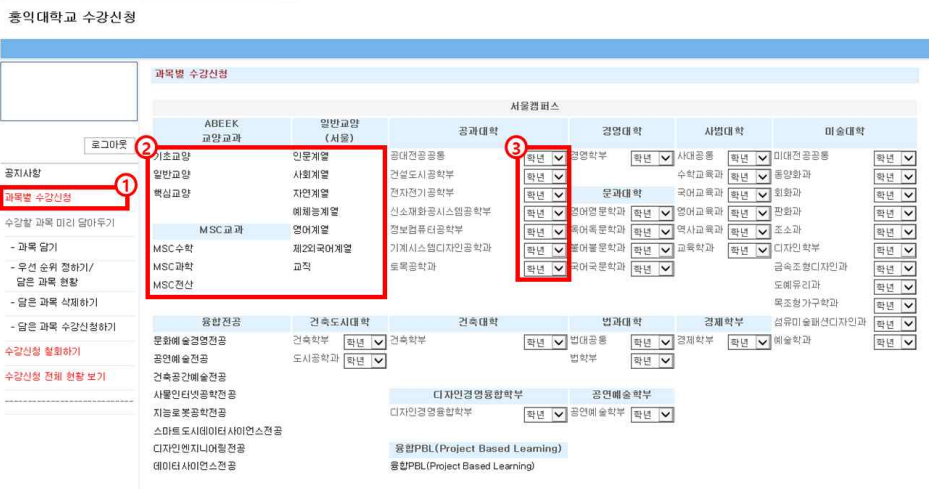 홍익대학교 수강신청
과목별 수강신청
로그아웃
공지사항
①
과목별 수강신청
수강할 과목 미리 담아두기
- 과목 담기
- 우선 순위 정하기/
담은 과목 현황
- 담은 과목 삭제하기
- 담은 과목 수강신청하기
수강신청 철회하기
수강신청 전체 현황 보기
----------------------------
서울캠퍼스
ABEEK
교양교과
일반교양
(서울)
공과대학
경영대학
사범대학
미술대학
②
③
기초교양 인문계열 공대전공공통 학년 경영학부 학년 사대공통 학년 미대전공공통 학년
일반교양 사회계열 건설도시공학부 학년 수학교육과 학년 동양화과 학년
핵심교양 자연계열 전자전기공학부 학년 문과대학 국어교육과 학년 회화과 학년
예체능계열 신소재화공시스템공학부 학년 영어영문학과 학년 영어교육과 학년 판화과 학년
MSC교과 영어계열 정보컴퓨터공학부 학년 독어독문학과 학년 역사교육과 학년 조소과 학년
MSC수학 제2외국어계열 기계시스템디자인공학과 학년 불어불문학과 학년 교육학과 학년 디자인학부 학년
MSC과학 교직 토목공학과 학년 국어국문학과 학년 금속조형디자인과 학년
MSC전산 도예유리과 학년
목조형가구학과 학년
융합전공 건축도시대학 건축대학 법과대학 경제학부 섬유미술패션디자인과 학년
문화예술경영전공 건축학부 학년 건축학부 학년 법대공통 학년 경제학부 학년 예술학과 학년
공연예술전공 도시공학과 학년 법학부 학년
건축공간예술전공
사물인터넷공학전공 디자인경영융합학부 공연예술학부
지능로봇공학전공 디자인경영융합학부 학년 공연예술학부 학년
스마트도시데이터사이언스전공
디자인엔지니어링전공 융합PBL(Project Based Learning)
데이터사이언스전공 융합PBL(Project Based Learning)